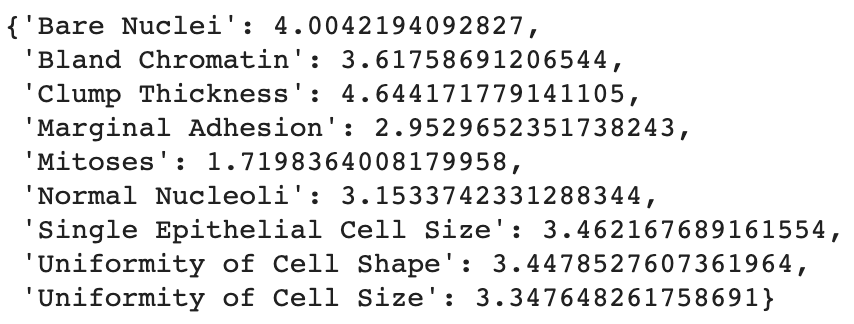 {'Bare Nuclei': 4.0042194092827,
'Bland Chromatin': 3.61758691206544,
'Clump Thickness': 4.644171779141105,
'Marginal Adhesion': 2.9529652351738243,
'Mitoses': 1.7198364008179958,
'Normal Nucleoli': 3.1533742331288344,
'Single Epithelial Cell Size': 3.462167689161554,
'Uniformity of Cell Shape': 3.4478527607361964,
'Uniformity of Cell Size': 3.347648261758691}